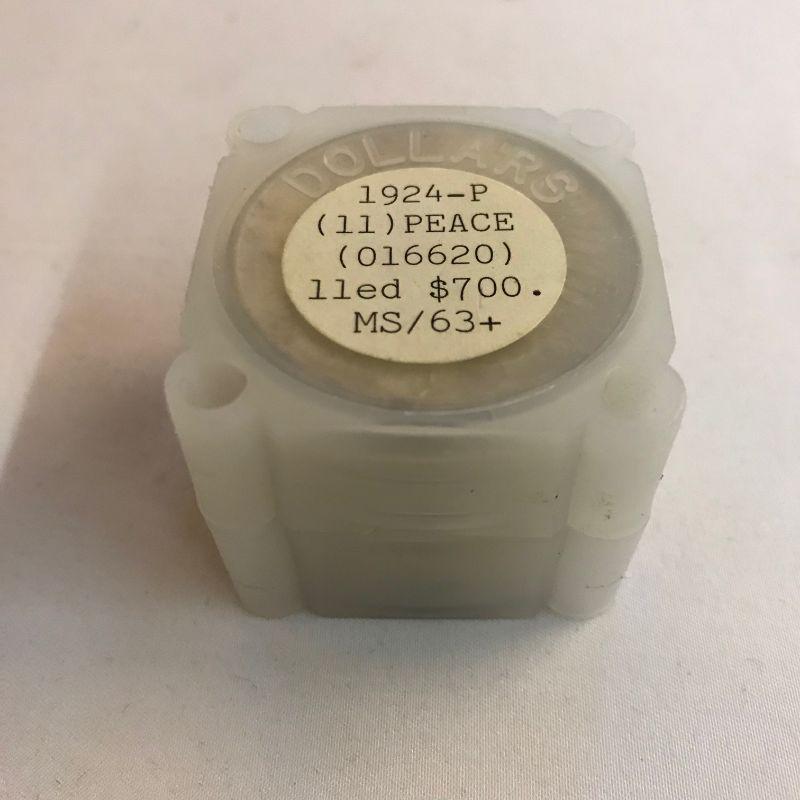 DOLLARS
1924-P
(11)PEACE
(016620)
11ed $700.
MS/63+